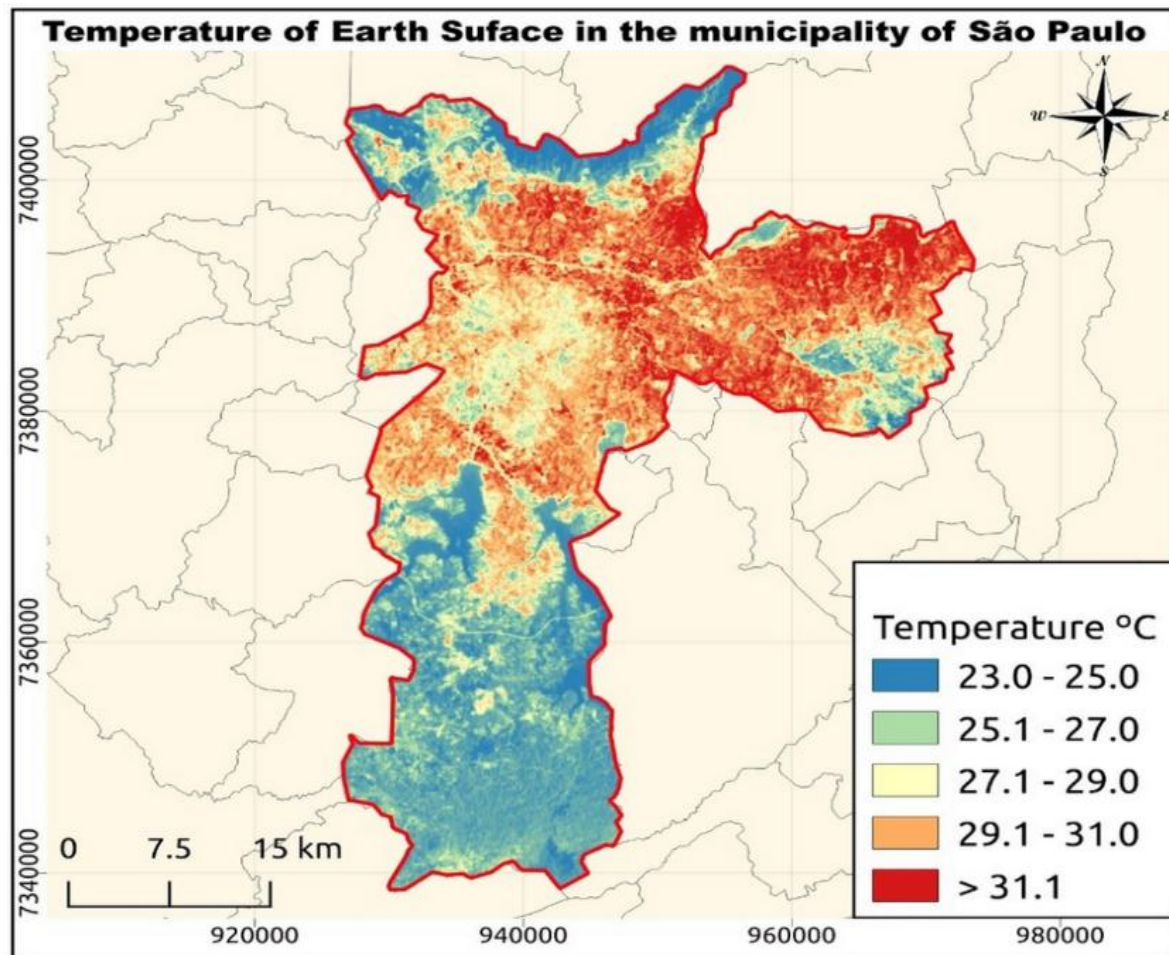 Temperature of Earth Suface in the municipality of São Paulo
N
W
E
S
7400000
7380000
7360000
7340000
Temperature ºC
23.0 - 25.0
25.1 - 27.0
27.1 - 29.0
29.1 - 31.0
> 31.1
0 7.5 15 km
920000 940000 960000 980000